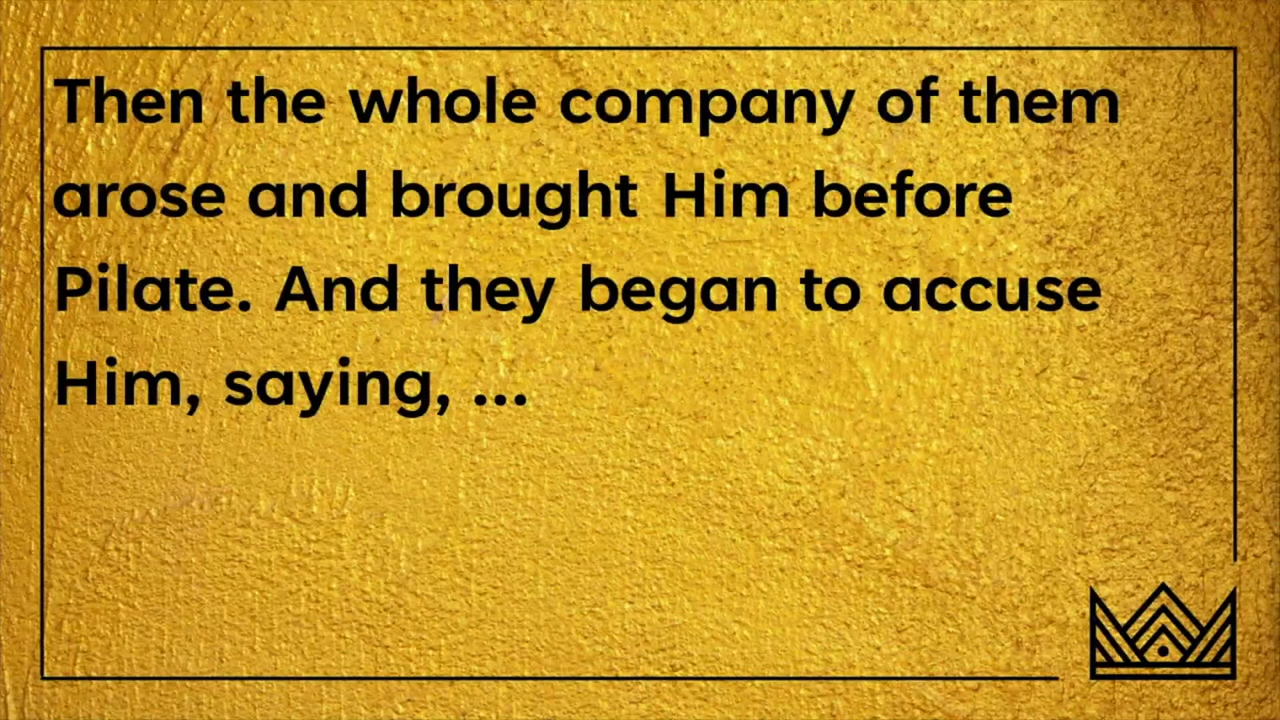 Then the whole company of them
arose and brought Him before
Pilate. And they began to accuse
Him, saying, ...